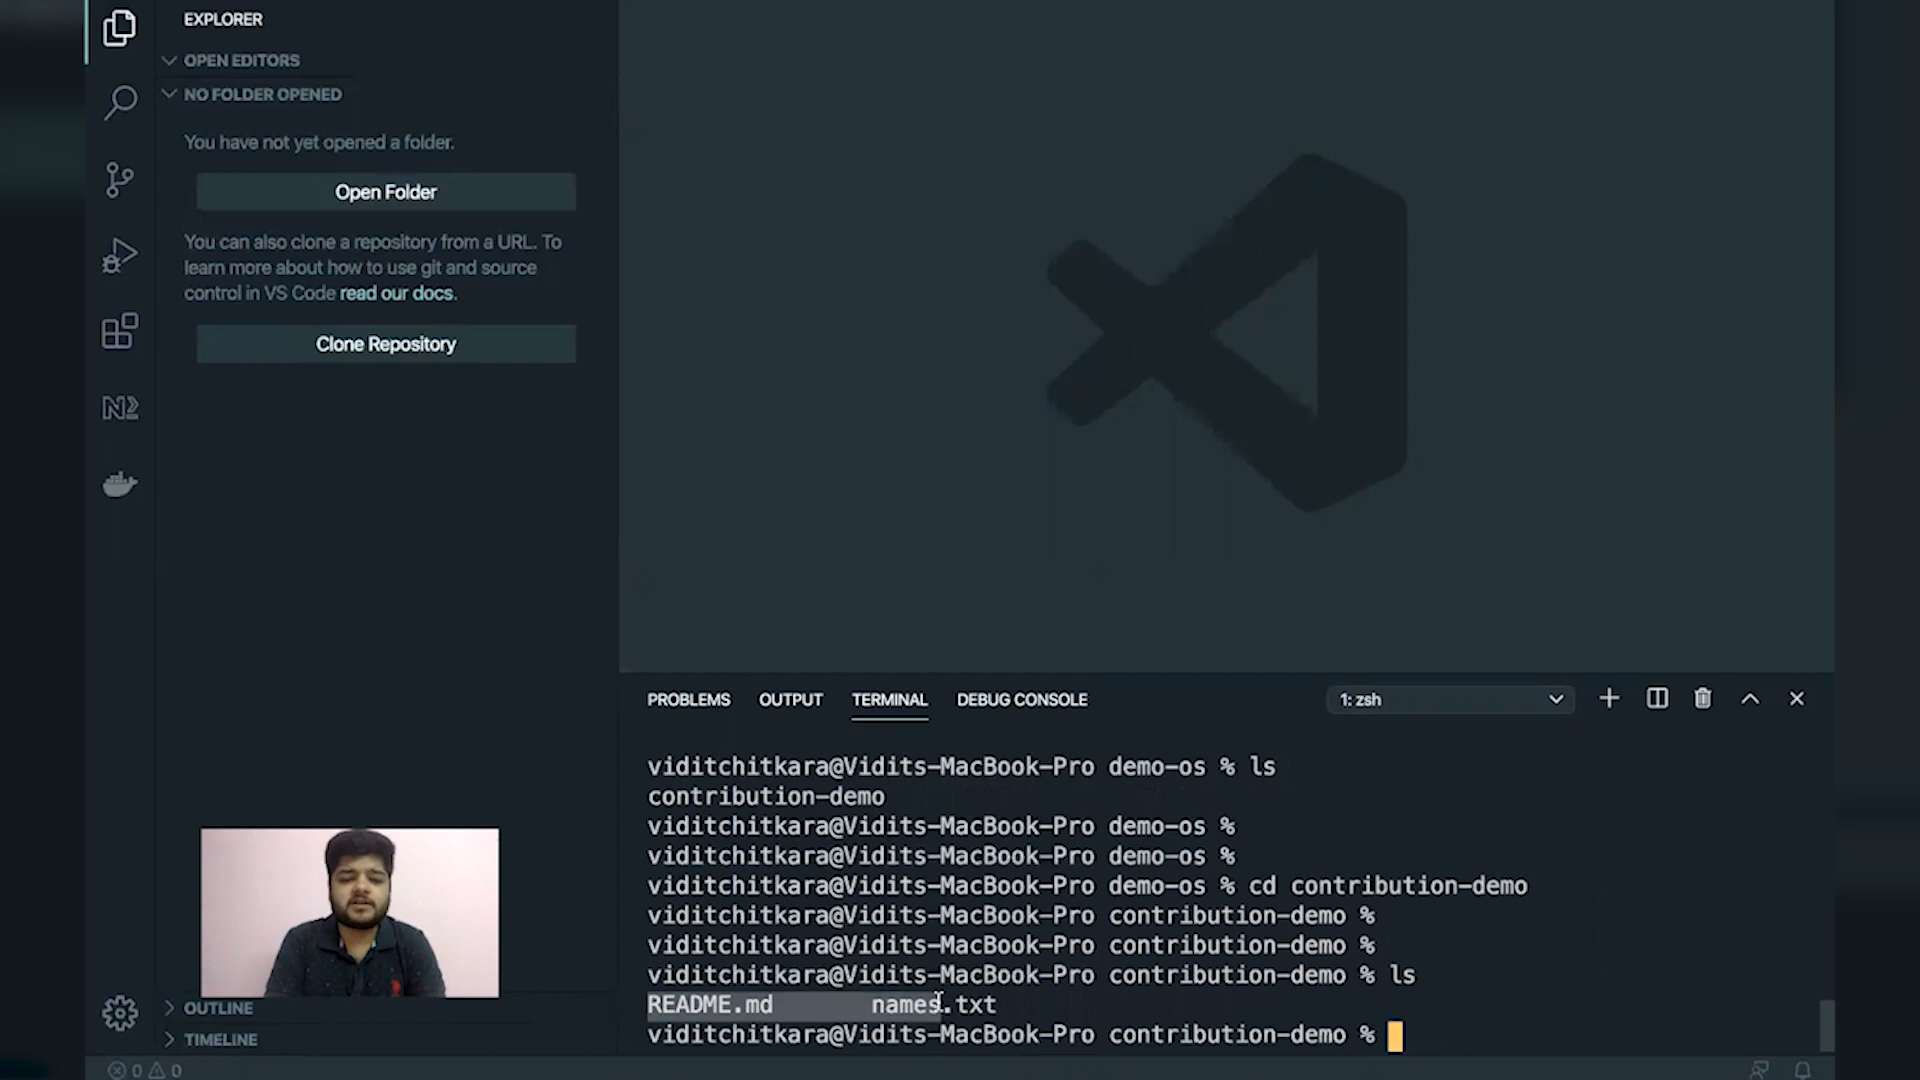 EXPLORER
OPEN EDITORS
NO FOLDER OPENED
You have not yet opened a folder.
Open Folder
You can also clone a repository from a URL. To
learn more about how to use git and source
control in VS Code read our docs.
Clone Repository
OUTLINE
TIMELINE
0 0
PROBLEMS OUTPUT TERMINAL DEBUG CONSOLE 1: zsh
viditchitkara@Vidits-MacBook-Pro demo-os % ls
contribution-demo
viditchitkara@Vidits-MacBook-Pro demo-os %
viditchitkara@Vidits-MacBook-Pro demo-os %
viditchitkara@Vidits-MacBook-Pro demo-os % cd contribution-demo
viditchitkara@Vidits-MacBook-Pro contribution-demo %
viditchitkara@Vidits-MacBook-Pro contribution-demo %
viditchitkara@Vidits-MacBook-Pro contribution-demo % ls
README.md names.txt
viditchitkara@Vidits-MacBook-Pro contribution-demo %